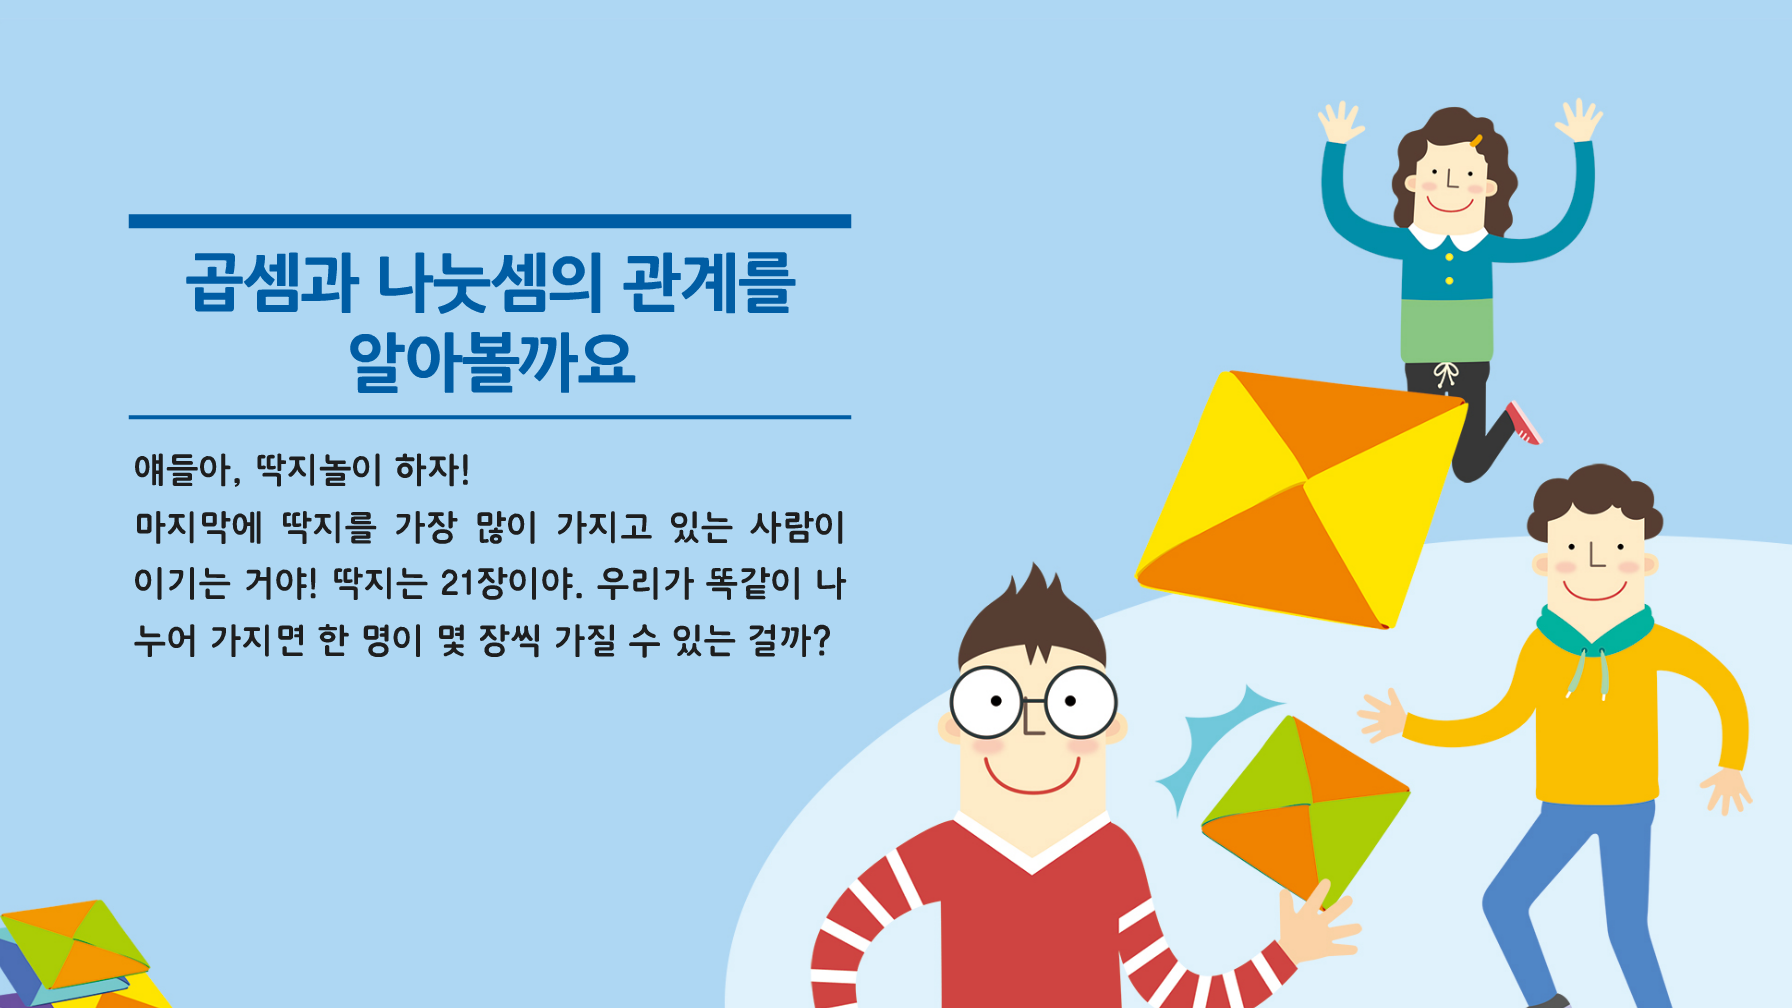 곱셈과 나눗셈의 관계를
알아볼까요
얘들아, 딱지놀이 하자!
마지막에 딱지를 가장 많이 가지고 있는 사람이
이기는 거야! 딱지는 21장이야. 우리가 똑같이 나
누어 가지면 한 명이 몇 장씩 가질 수 있는 걸까?